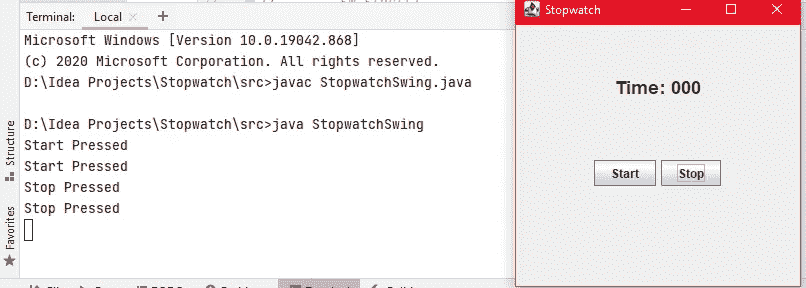 Terminal: Local × +
Microsoft Windows [Version 10.0.19042.868]
(c) 2020 Microsoft Corporation. All rights reserved.
D:\Idea Projects\Stopwatch\src>javac StopwatchSwing.java
D:\Idea Projects\Stopwatch\src>java StopwatchSwing
Start Pressed
Start Pressed
Stop Pressed
Stop Pressed
Structure
Favorites
Stopwatch
Time: 000
Start Stop